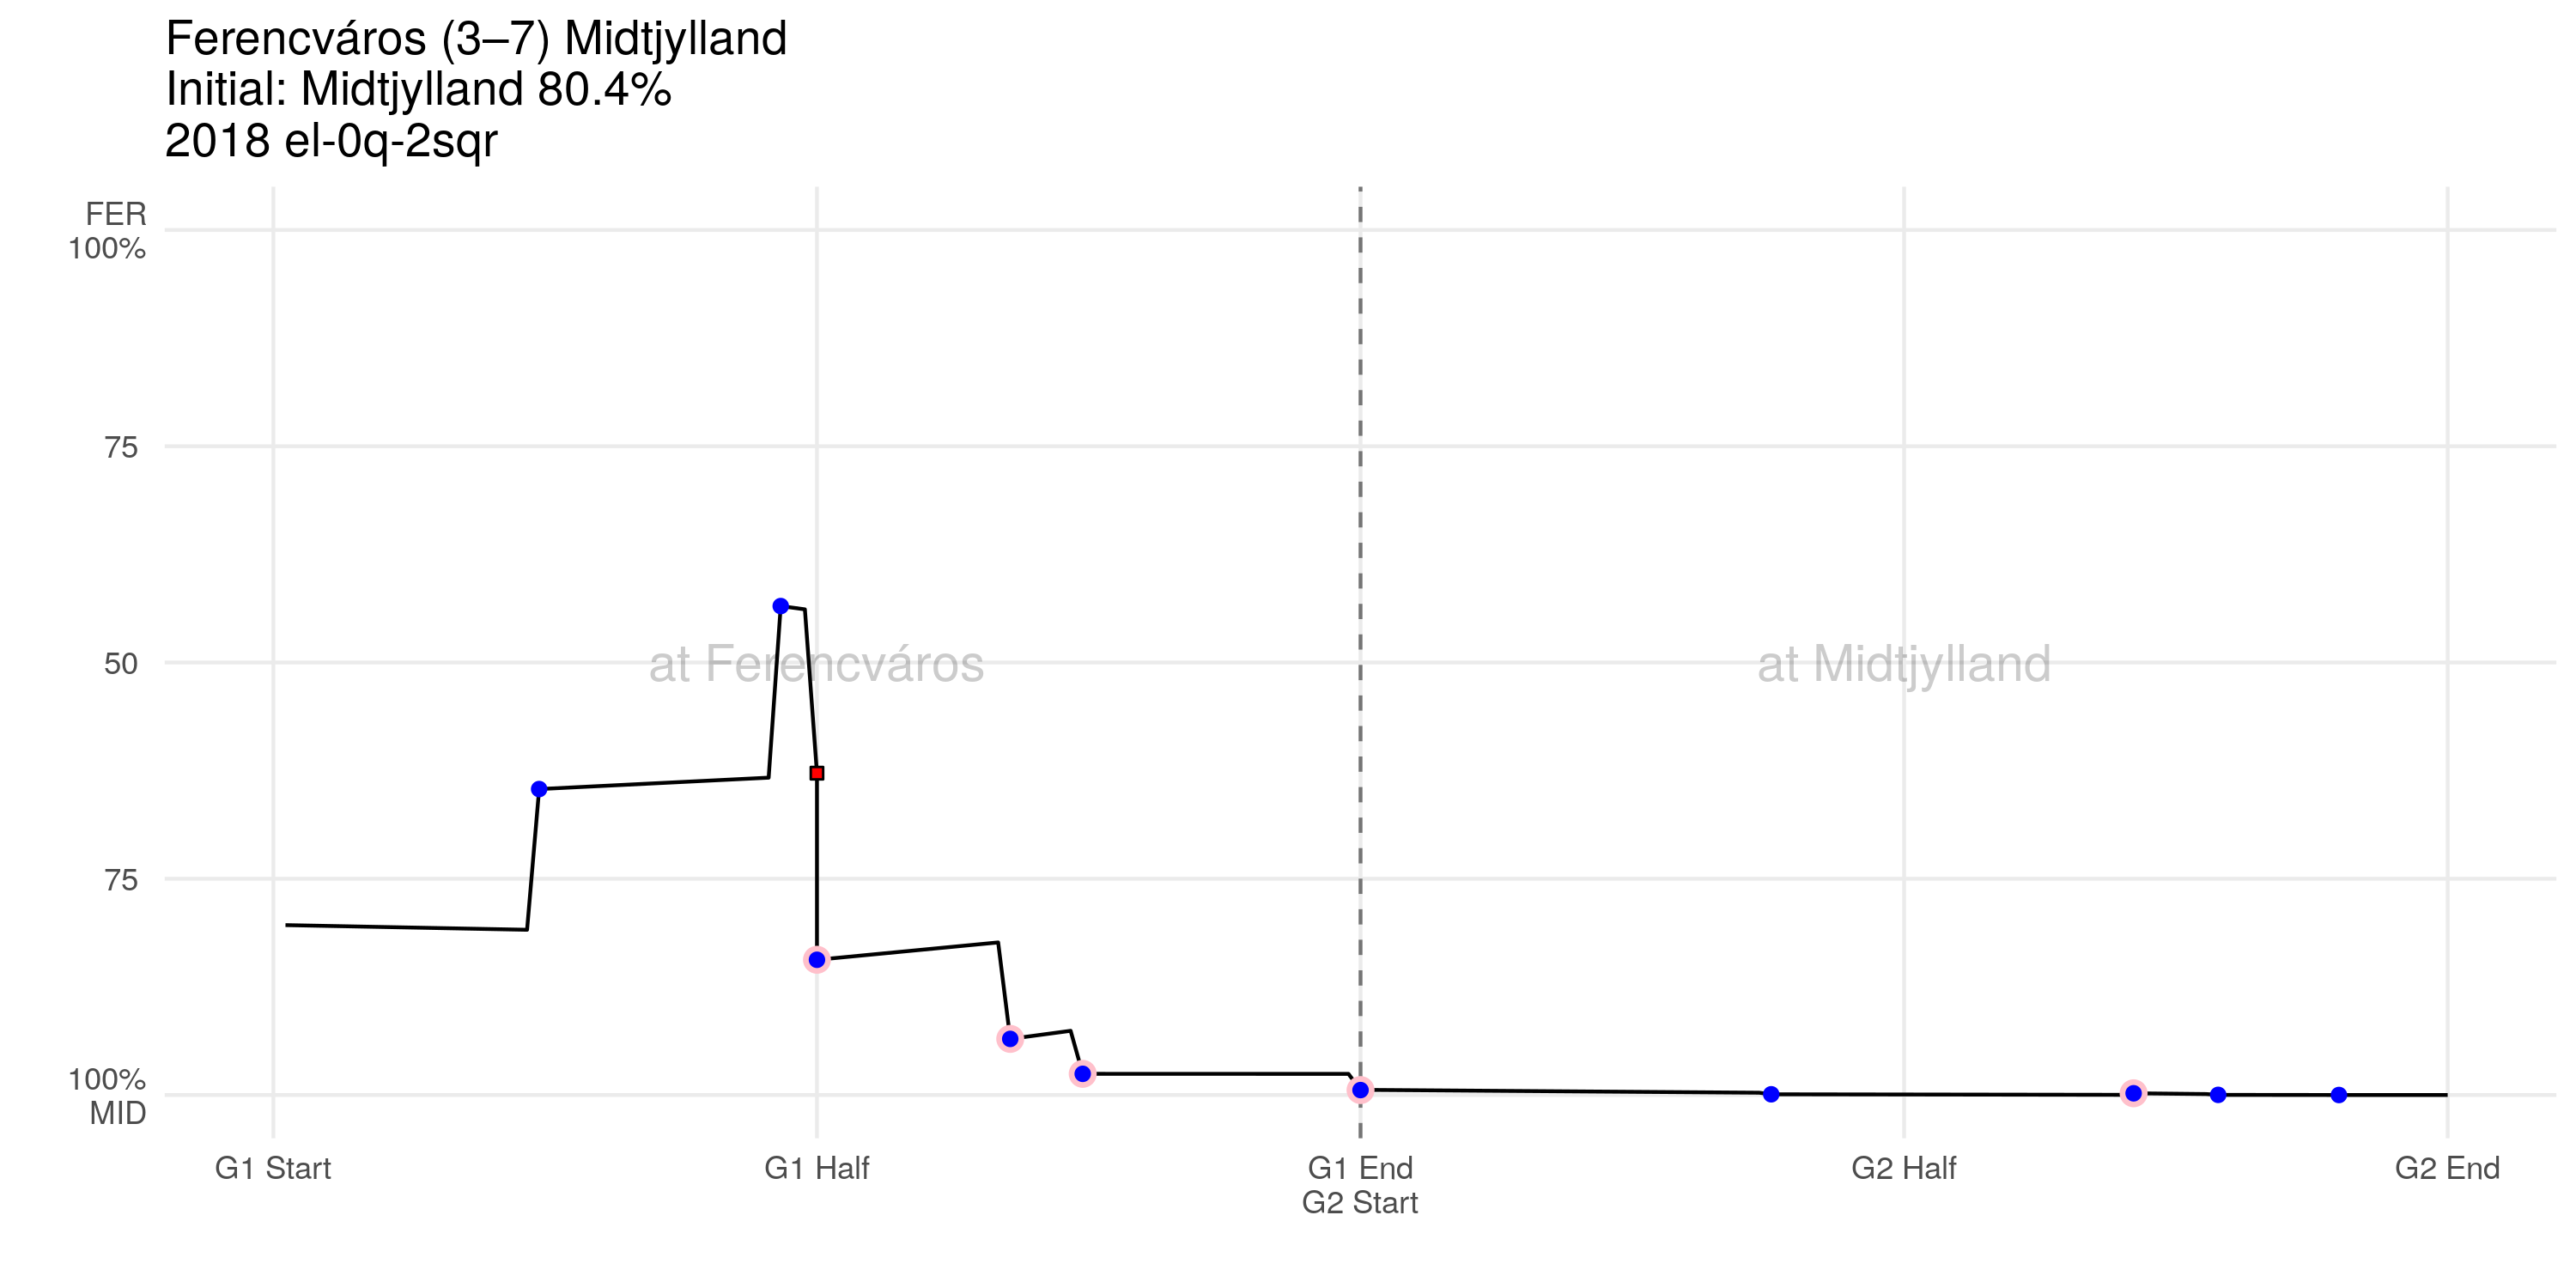 Ferencváros (3–7) Midtjylland
Initial: Midtjylland 80.4%
2018 el-0q-2sqr
FER
100%
75
50
75
100%
MID
at Ferencváros
at Midtjylland
G1 Start
G1 Half
G1 End
G2 Start
G2 Half
G2 End